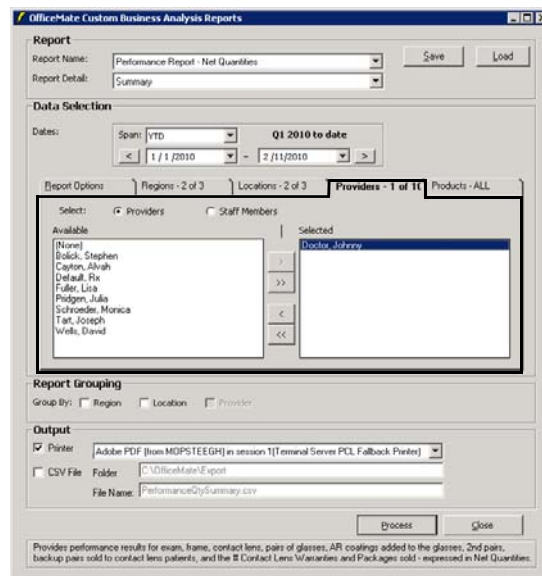 OfficeMate Custom Business Analysis Reports
Report
Report Name: Performance Report - Net Quantities Save Load
Report Detail: Summary
Data Selection
Dates: Span: YTD Q1 2010 to date
< 1 / 1 /2010 - 2 /11/2010 >
Report Options Regions - 2 of 3 Locations - 2 of 3 Providers - 1 of 10 Products - ALL
Select: Providers Staff Members
Available Selected
(None) Doctor, Johnny
Bolick, Stephen
Cayton, Alvah
Default, Rx
Fuller, Lisa
Pridgen, Julia
Schroeder, Monica
Tart, Joseph
Wells, David
>
>>
<
<<
Report Grouping
Group By: Region Location Provider
Output
Printer Adobe PDF (from MOPSTEEGH) in session 1(Terminal Server PCL Fallback Printer)
CSV File Folder C:\OfficeMate\Export
File Name: PerformanceQtySummary.csv
Process Close
Provides performance results for exam, frame, contact lens, pairs of glasses, AR coatings added to the glasses, 2nd pairs,
backup pairs sold to contact lens patients, and the # Contact Lens Warranties and Packages sold - expressed in Net Quantities.